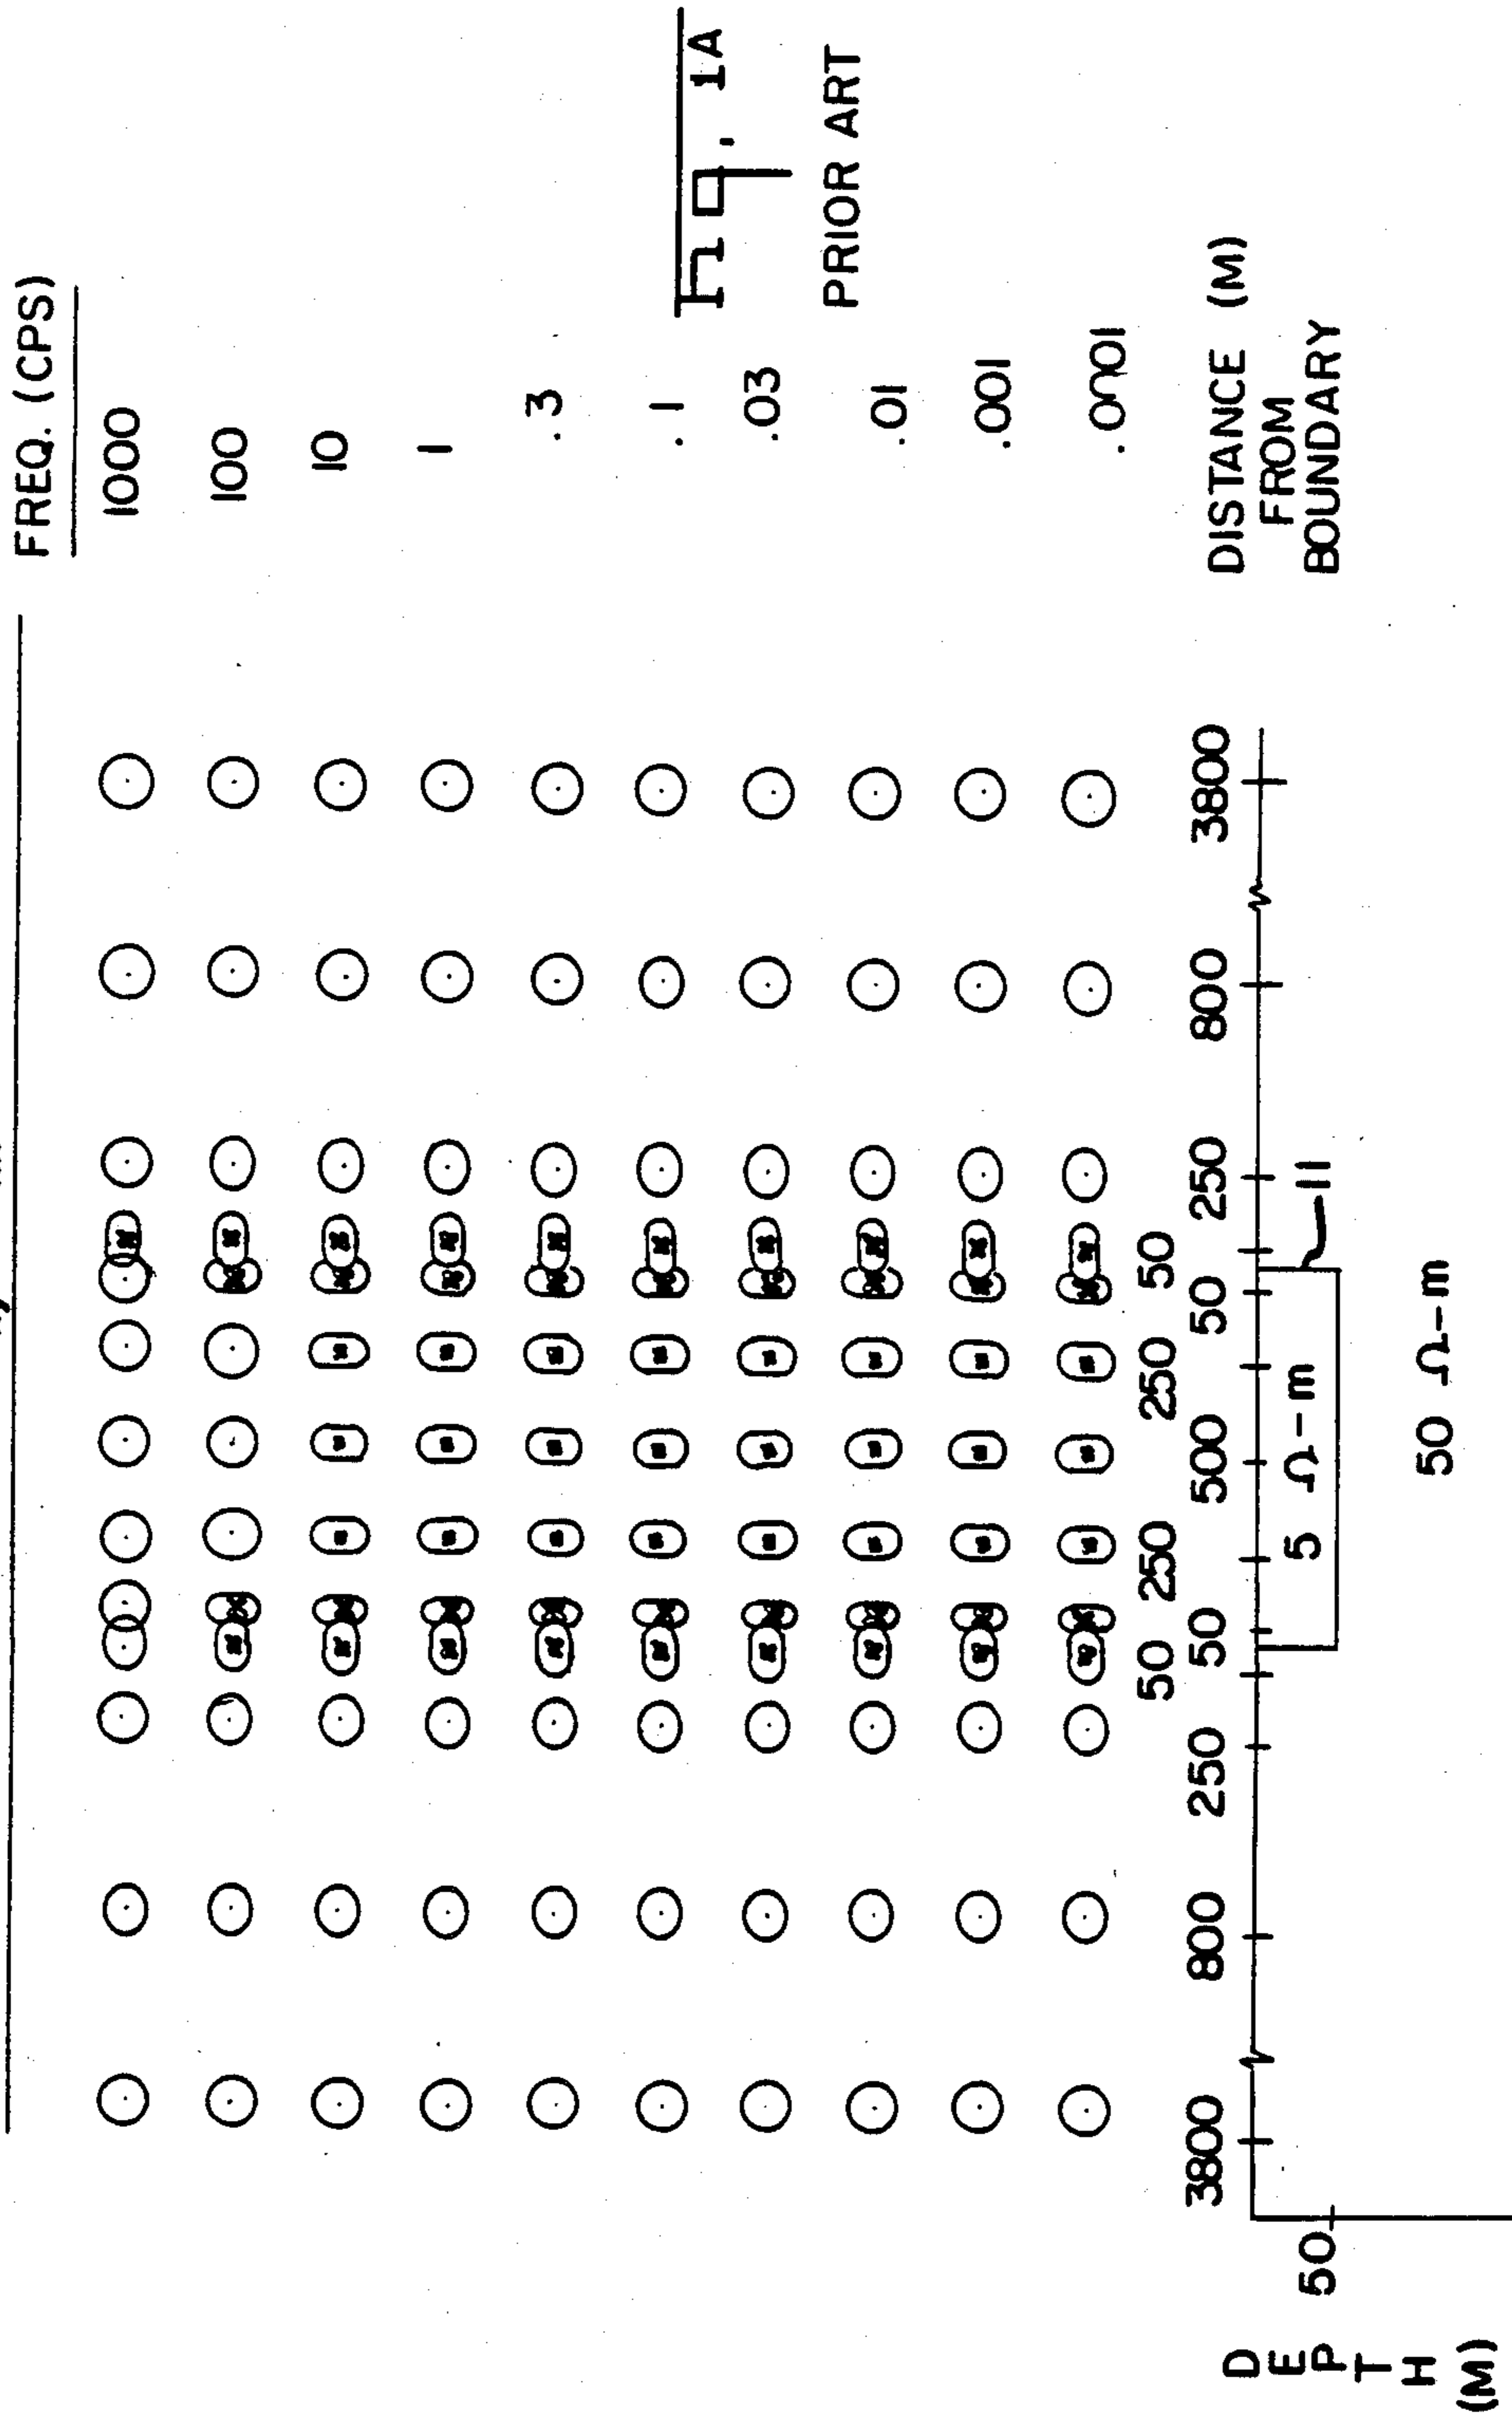 FREQ. (CPS)
1000
100
10
1
.3
.1
.03
.01
.001
.0001
Fig. 1A
PRIOR ART
50 250 250 50
3800 800 250 50 500 50 250 800 3800
DISTANCE (M)
FROM
BOUNDARY
11
5 Ω-m
50 Ω-m
50
DEPTH
(M)